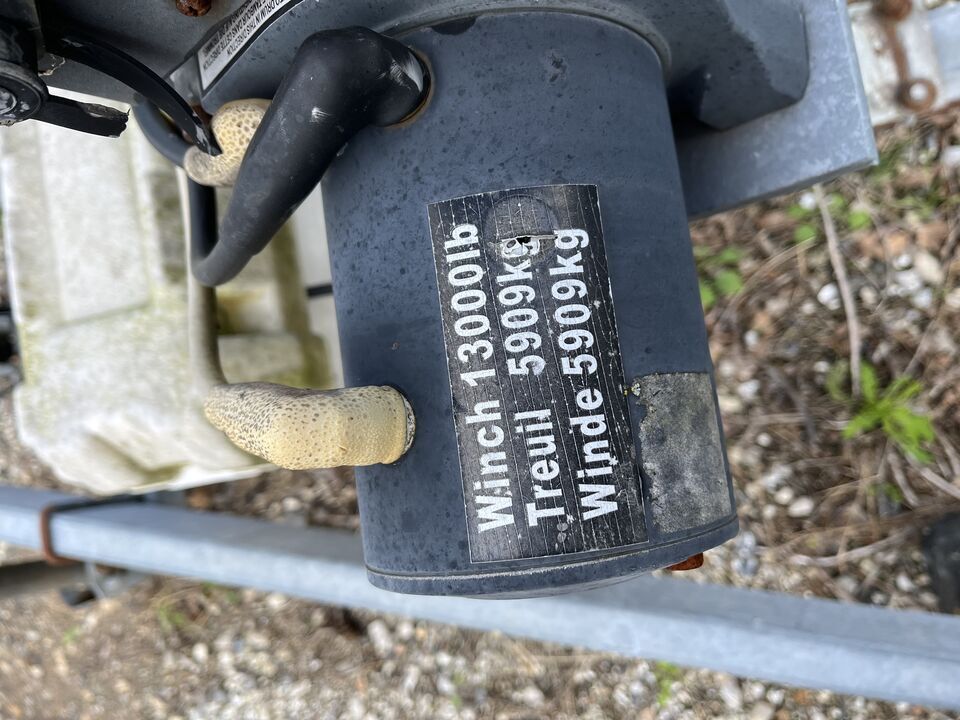 Winch 13000lb
Treuil 5909kg
Winde 5909kg